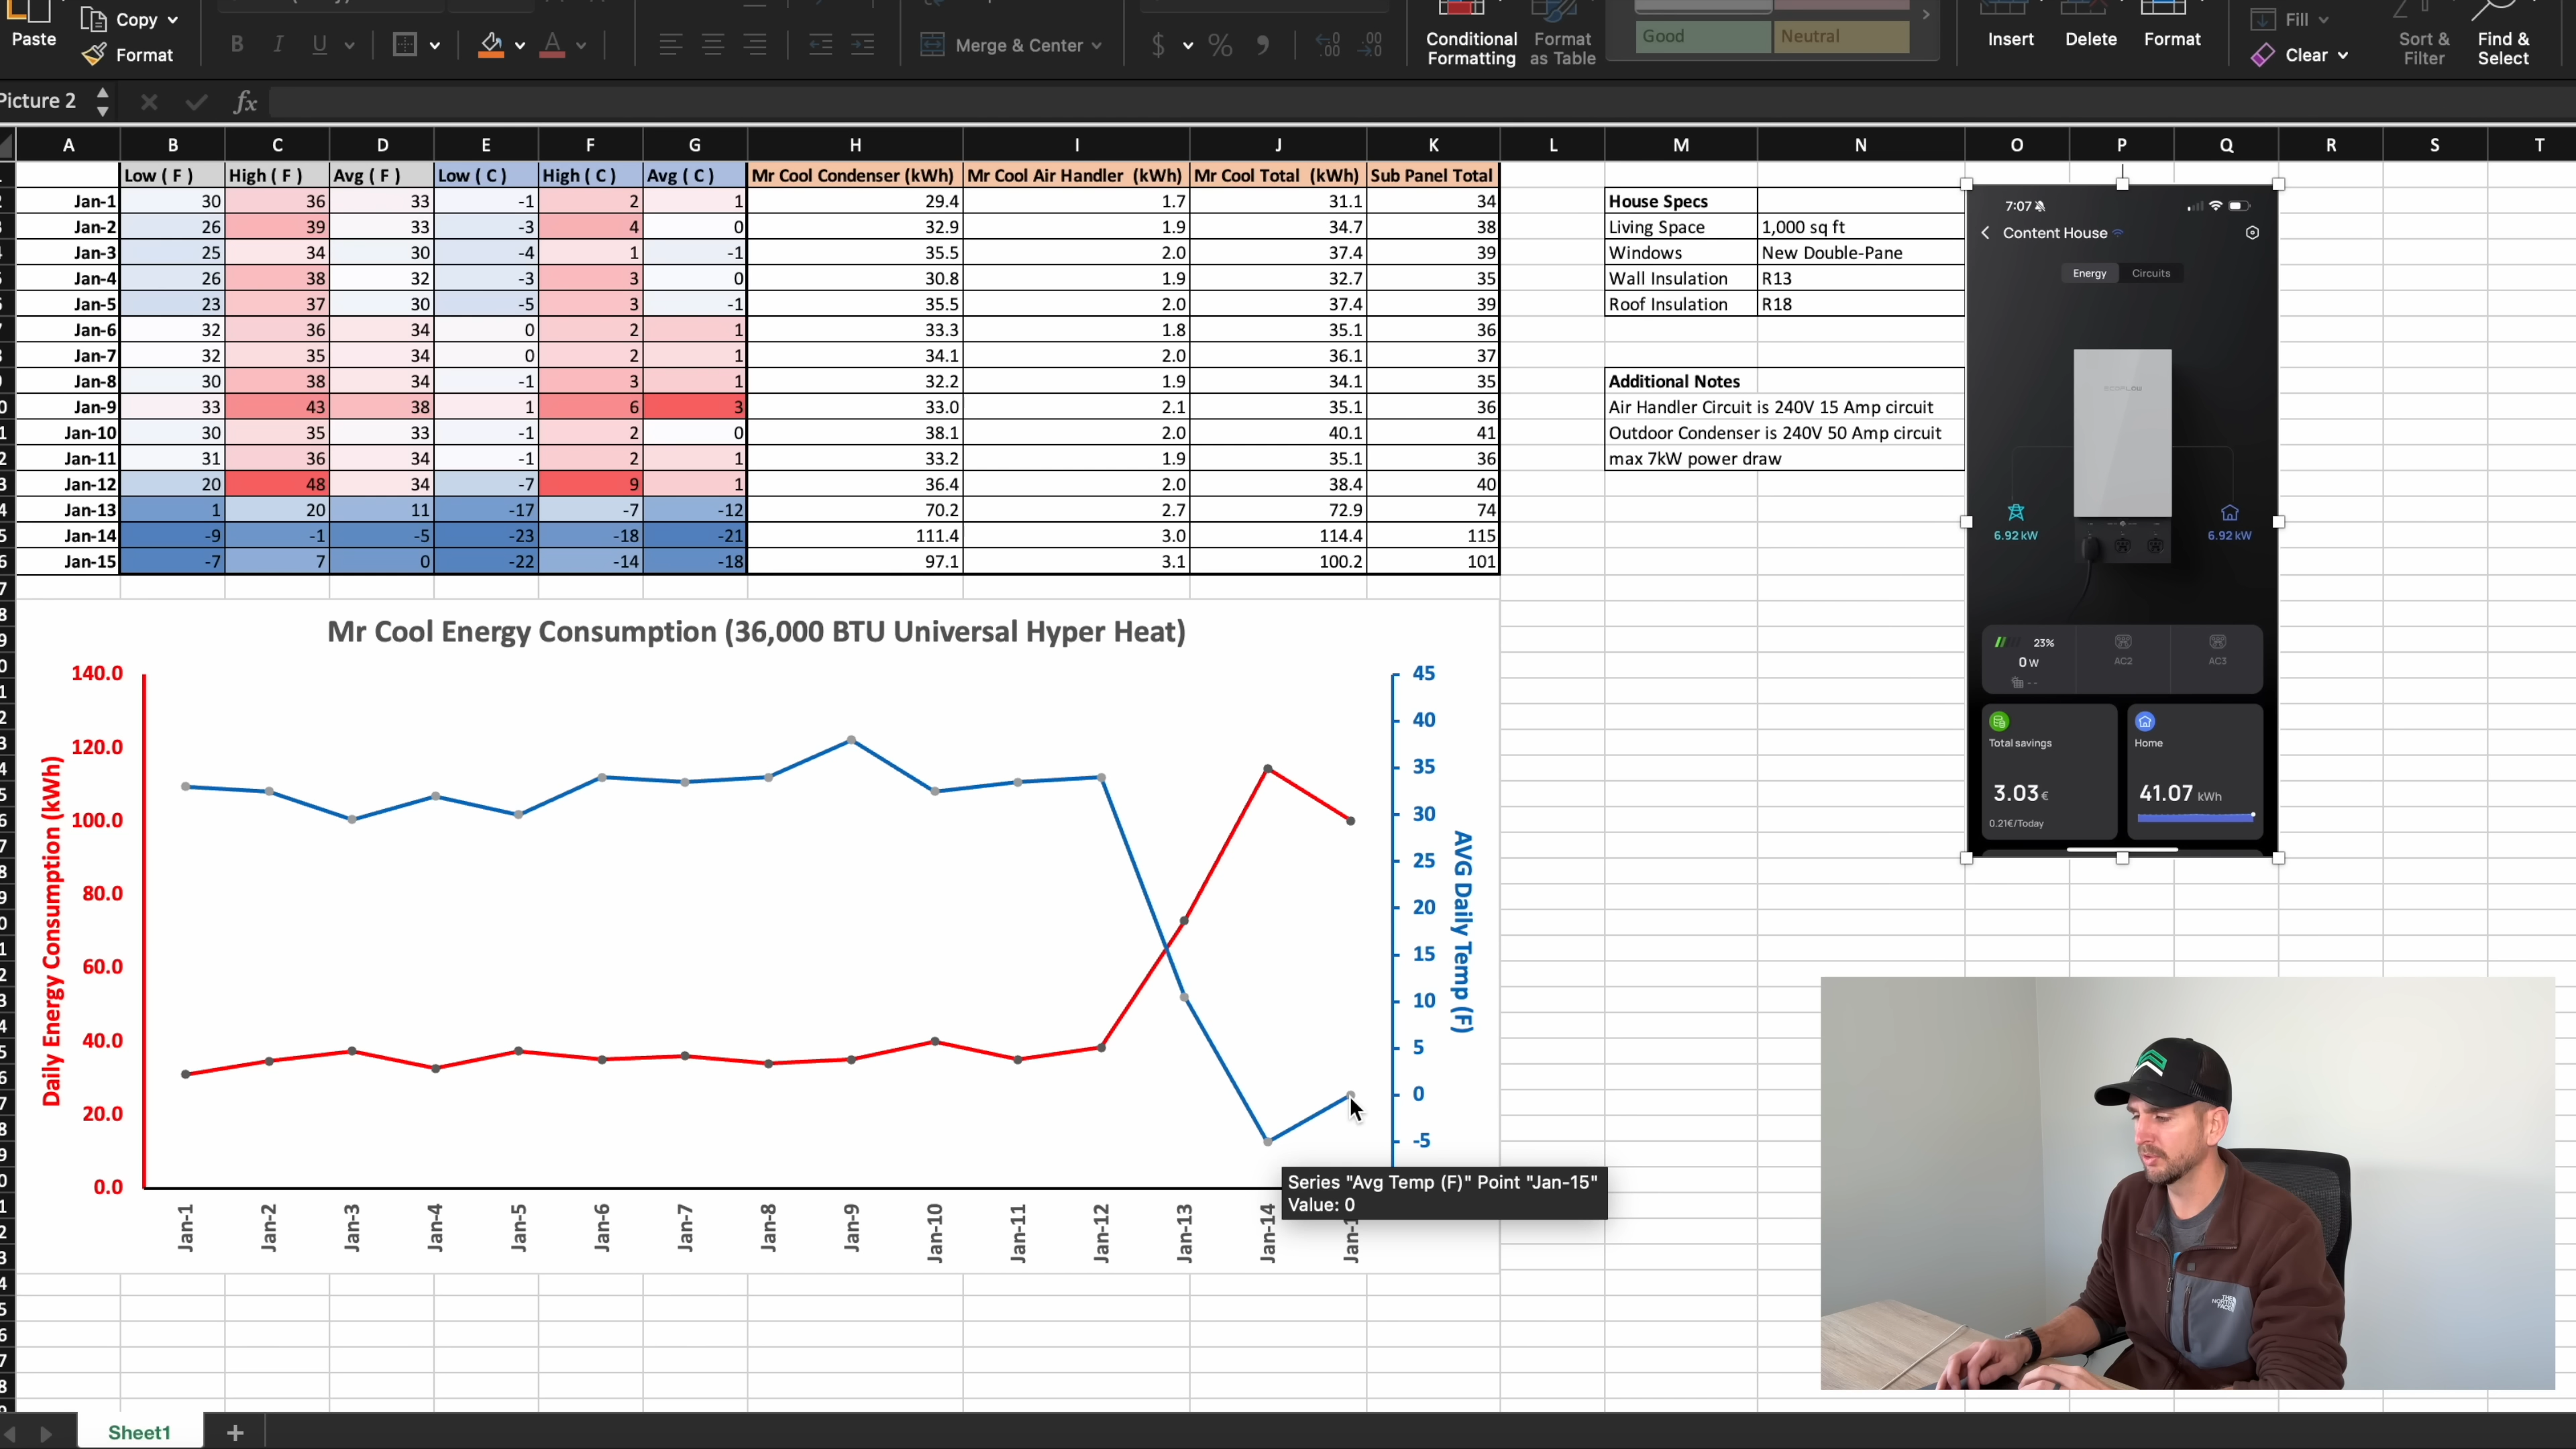 Paste
Copy
Format
B I U
Merge & Center
$ % 
Conditional Formatting
Format as Table
Good
Neutral
Insert
Delete
Format
Fill
Clear
Sort & Filter
Find & Select
Picture 2
fx
A B C D E F G H I J K L M N O P Q R S T
Low ( F ) High ( F ) Avg ( F ) Low ( C ) High ( C ) Avg ( C ) Mr Cool Condenser (kWh) Mr Cool Air Handler (kWh) Mr Cool Total (kWh) Sub Panel Total
Jan-1 30 36 33 -1 2 1 29.4 1.7 31.1 34
Jan-2 26 39 33 -3 4 0 32.9 1.9 34.7 38
Jan-3 25 34 30 -4 1 -1 35.5 2.0 37.4 39
Jan-4 26 38 32 -3 3 0 30.8 1.9 32.7 35
Jan-5 23 37 30 -5 3 -1 35.5 2.0 37.4 39
Jan-6 32 36 34 0 2 1 33.3 1.8 35.1 36
Jan-7 32 35 34 0 2 1 34.1 2.0 36.1 37
Jan-8 30 38 34 -1 3 1 32.2 1.9 34.1 35
Jan-9 33 43 38 1 6 3 33.0 2.1 35.1 36
Jan-10 30 35 33 -1 2 0 38.1 2.0 40.1 41
Jan-11 31 36 34 -1 2 1 33.2 1.9 35.1 36
Jan-12 20 48 34 -7 9 1 36.4 2.0 38.4 40
Jan-13 1 20 11 -17 -7 -12 70.2 2.7 72.9 74
Jan-14 -9 -1 -5 -23 -18 -21 111.4 3.0 114.4 115
Jan-15 -7 7 0 -22 -14 -18 97.1 3.1 100.2 101
House Specs
Living Space 1,000 sq ft
Windows New Double-Pane
Wall Insulation R13
Roof Insulation R18
Additional Notes
Air Handler Circuit is 240V 15 Amp circuit
Outdoor Condenser is 240V 50 Amp circuit
max 7kW power draw
7:07
Content House
Energy Circuits
ECOFLOW
6.92 kW 6.92 kW
23%
0 W
AC2
AC3
Total savings
3.03 €
0.21€/Today
Home
41.07 kWh
Mr Cool Energy Consumption (36,000 BTU Universal Hyper Heat)
Daily Energy Consumption (kWh)
140.0
120.0
100.0
80.0
60.0
40.0
20.0
0.0
45
40
35
30
25
20
15
10
5
0
-5
AVG Daily Temp (F)
Jan-1 Jan-2 Jan-3 Jan-4 Jan-5 Jan-6 Jan-7 Jan-8 Jan-9 Jan-10 Jan-11 Jan-12 Jan-13 Jan-14 Jan-1
Series "Avg Temp (F)" Point "Jan-15"
Value: 0
THE NORTH FACE
Sheet1
+